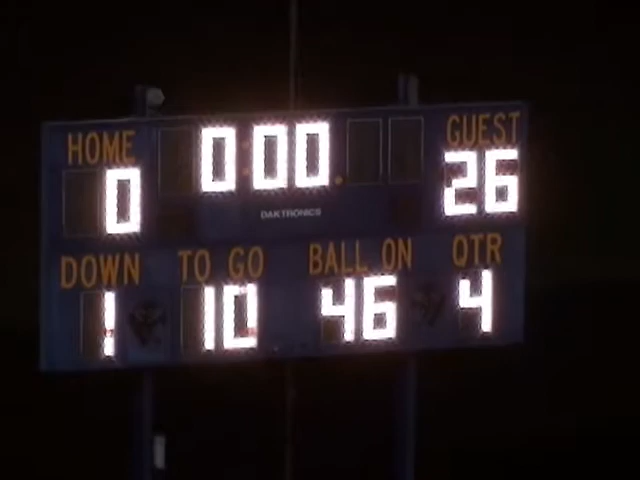 HOME 0:00. GUEST
0 DAKTRONICS 26
DOWN TO GO BALL ON QTR
1 10 46 4